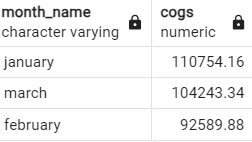 month_name cogs
character varying numeric
january 110754.16
march 104243.34
february 92589.88